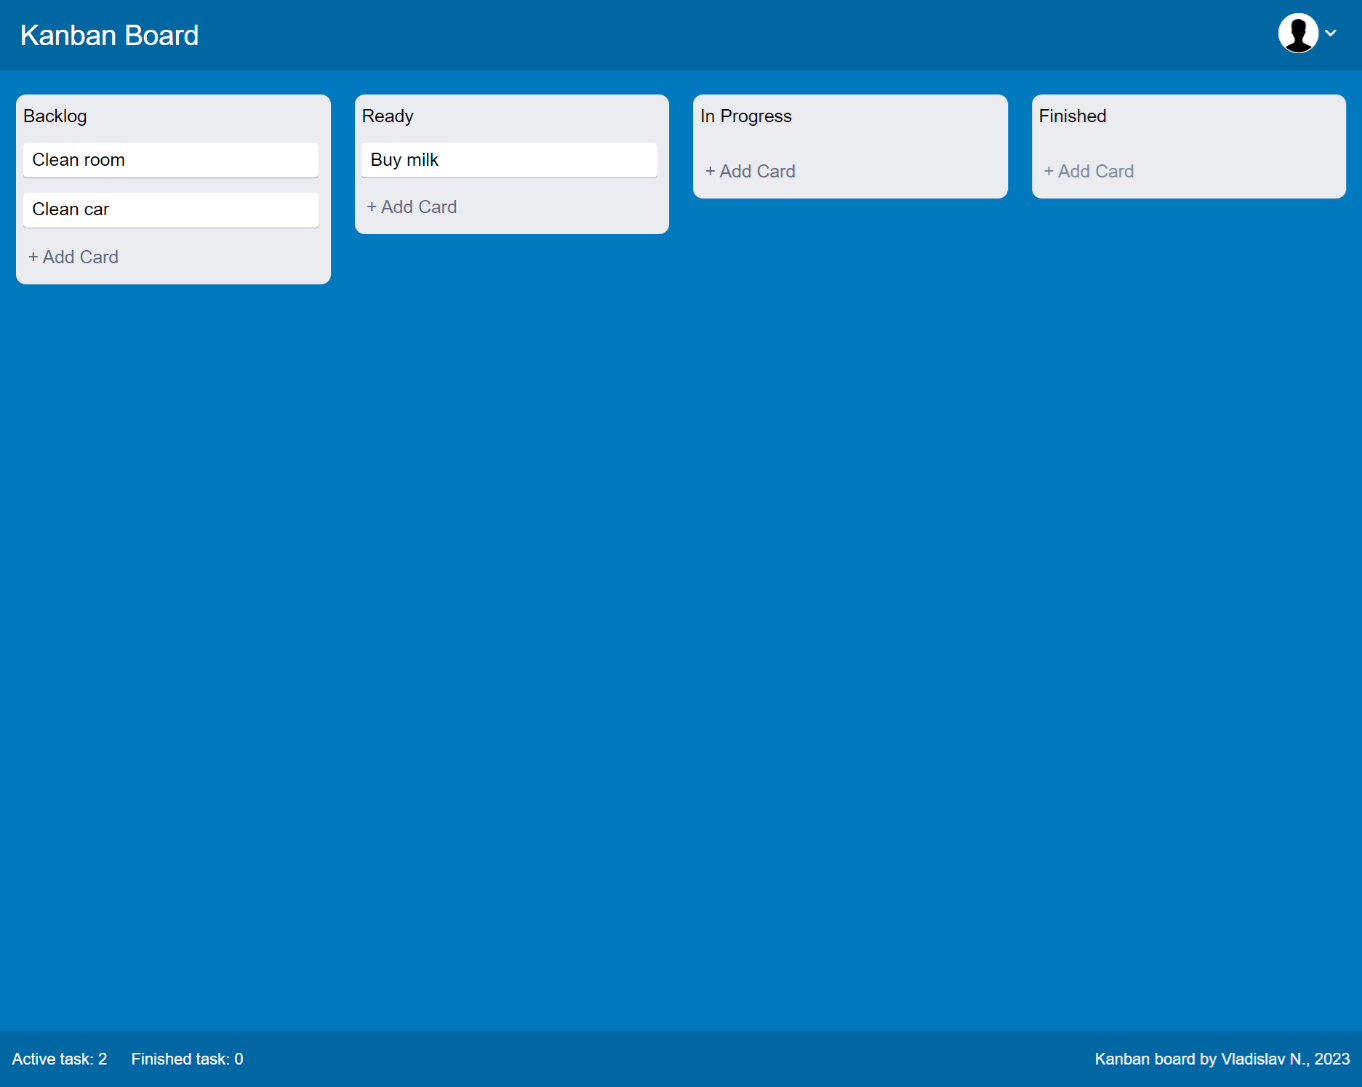 Kanban Board
Backlog
Clean room
Clean car
+ Add Card
Ready
Buy milk
+ Add Card
In Progress
+ Add Card
Finished
+ Add Card
Active task: 2
Finished task: 0
Kanban board by Vladislav N., 2023